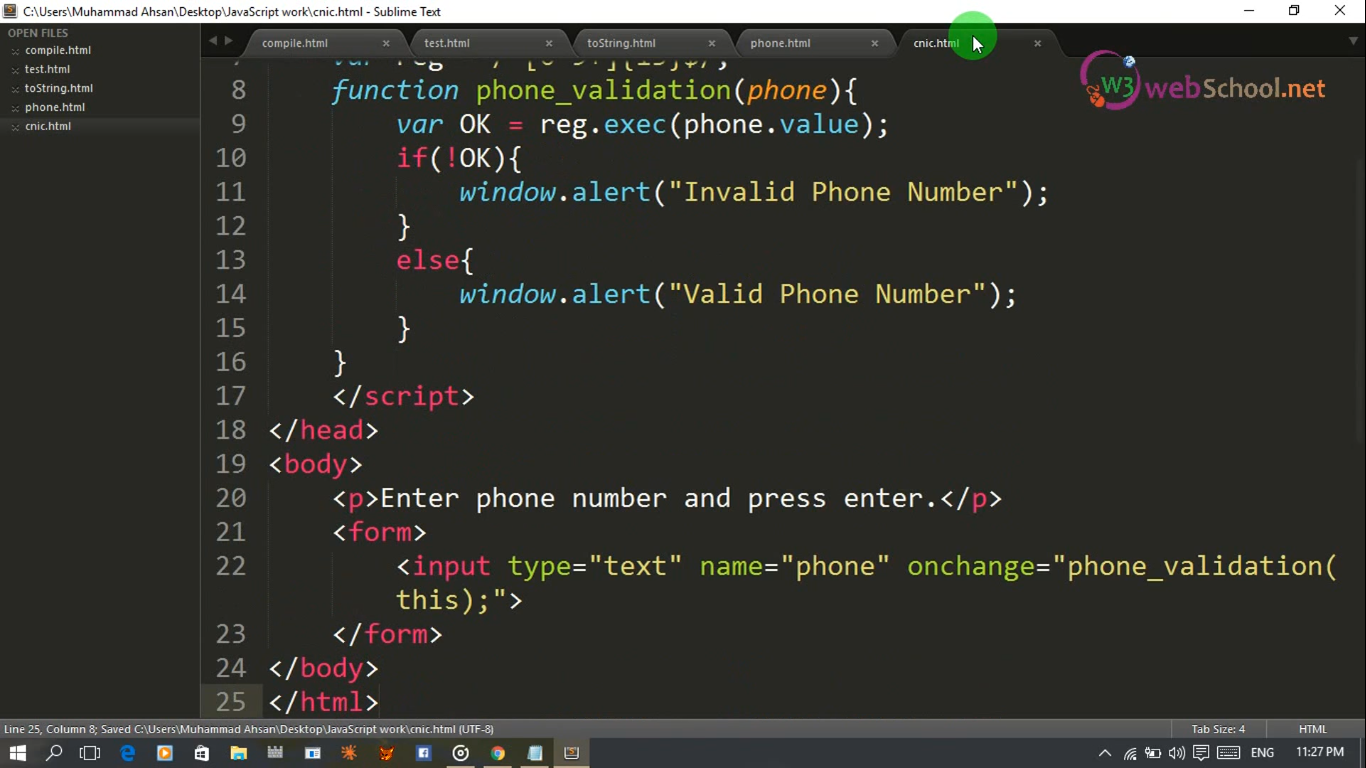 C:\Users\Muhammad Ahsan\Desktop\JavaScript work\cnic.html - Sublime Text
OPEN FILES
compile.html
test.html
toString.html
phone.html
cnic.html
compile.html test.html toString.html phone.html cnic.html
W3 webSchool.net
8 function phone_validation(phone){
9 var OK = reg.exec(phone.value);
10 if(!OK){
11 window.alert("Invalid Phone Number");
12 }
13 else{
14 window.alert("Valid Phone Number");
15 }
16 }
17 </script>
18 </head>
19 <body>
20 <p>Enter phone number and press enter.</p>
21 <form>
22 <input type="text" name="phone" onchange="phone_validation(
this);">
23 </form>
24 </body>
25 </html>
Line 25, Column 8; Saved C:\Users\Muhammad Ahsan\Desktop\JavaScript work\cnic.html (UTF-8) Tab Size: 4 HTML
ENG 11:27 PM